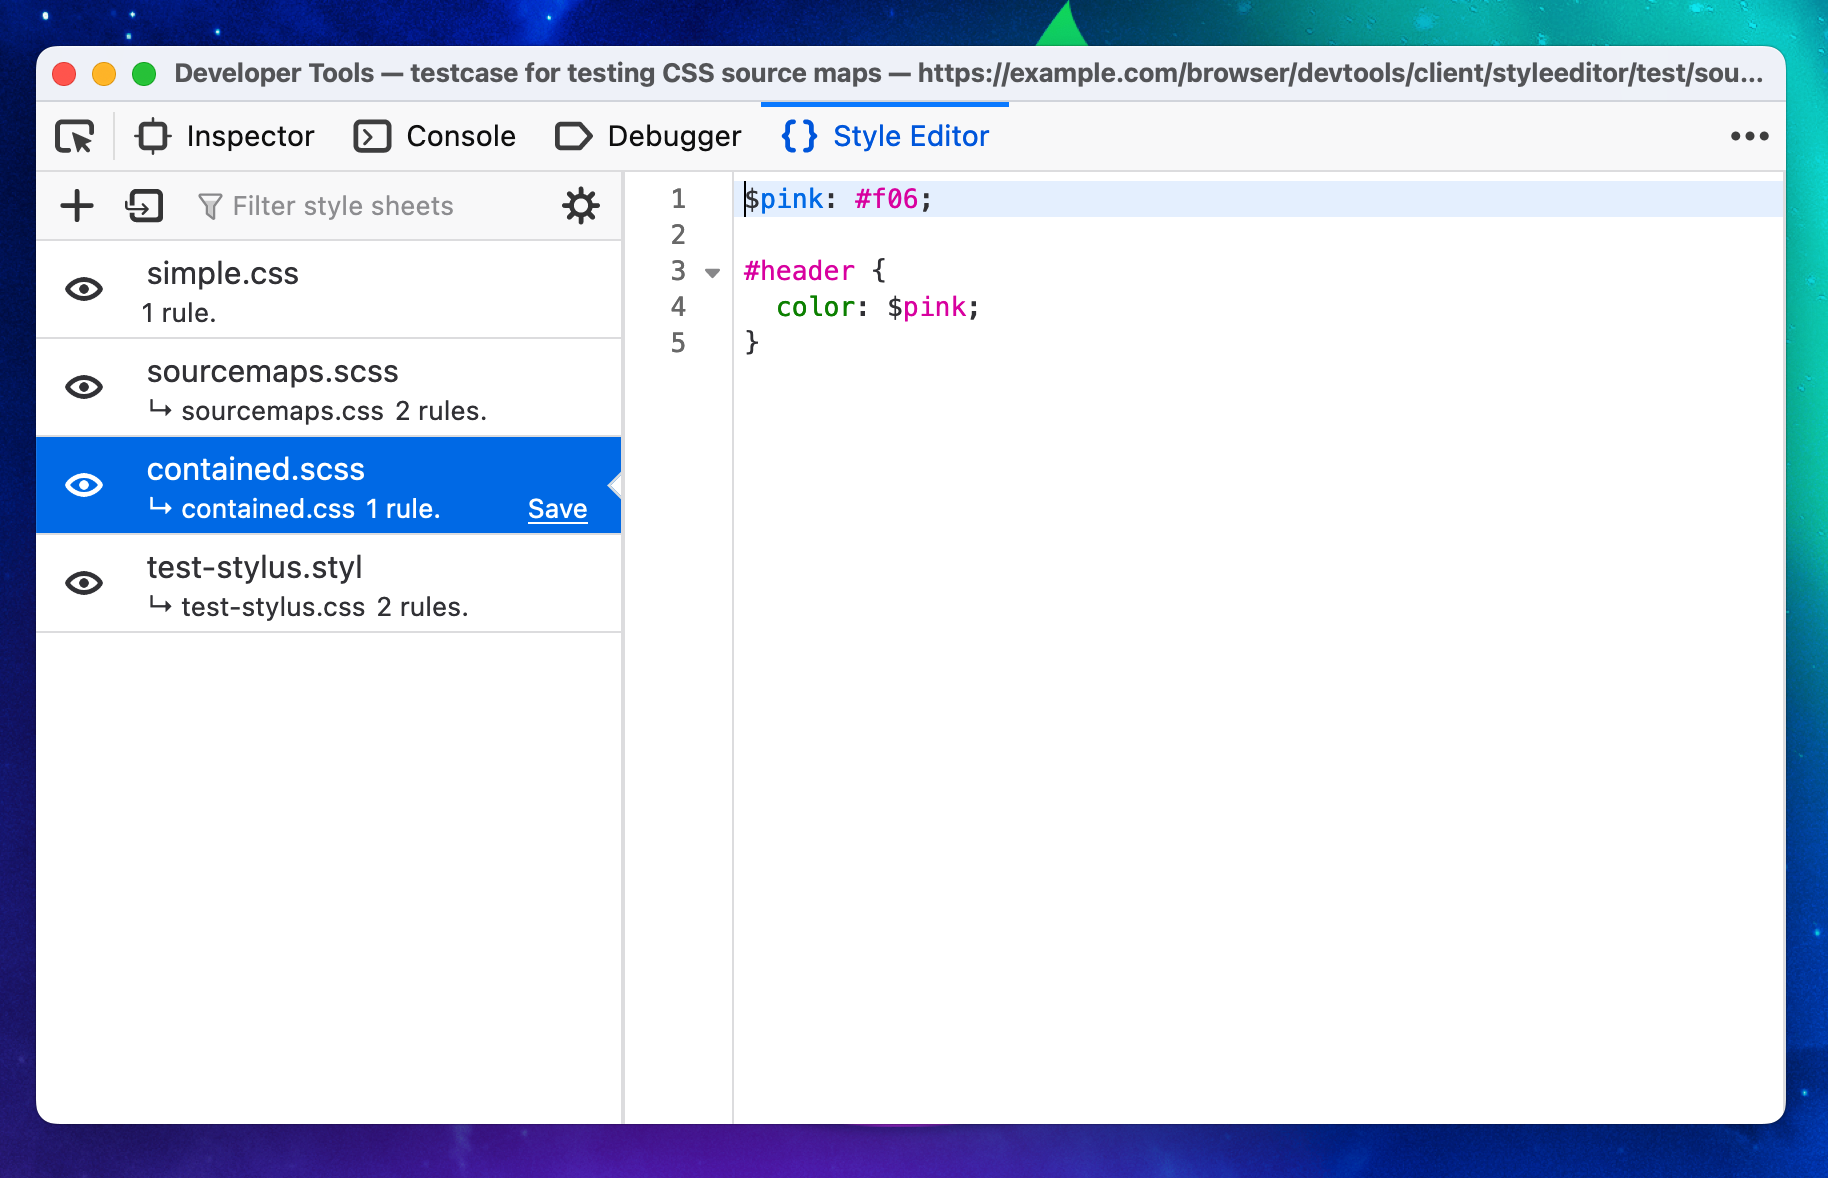 Developer Tools — testcase for testing CSS source maps — https://example.com/browser/devtools/client/styleeditor/test/sou...
Inspector Console Debugger {} Style Editor
Filter style sheets
simple.css
1 rule.
sourcemaps.scss
↳ sourcemaps.css 2 rules.
contained.scss
↳ contained.css 1 rule. Save
test-stylus.styl
↳ test-stylus.css 2 rules.
1 $pink: #f06;
2
3 #header {
4   color: $pink;
5 }